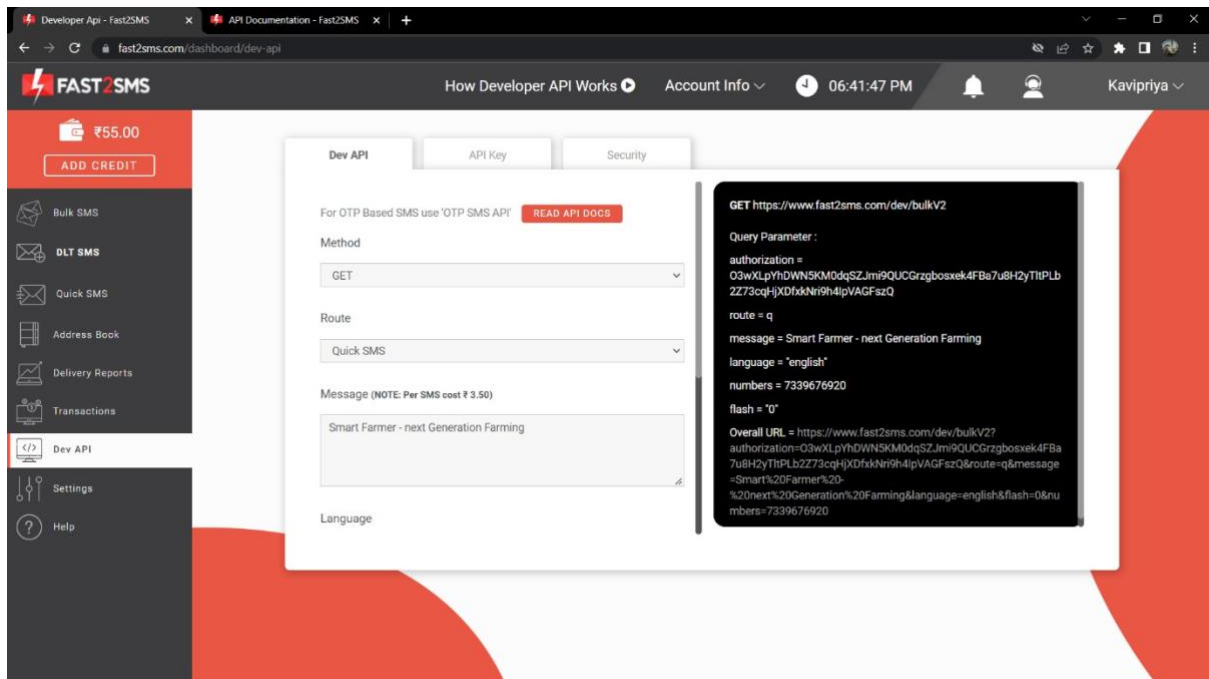 Developer Api - Fast2SMS
API Documentation - Fast2SMS
fast2sms.com/dashboard/dev-api
FAST2SMS
How Developer API Works
Account Info
06:41:47 PM
Kavipriya
₹55.00
ADD CREDIT
Bulk SMS
DLT SMS
Quick SMS
Address Book
Delivery Reports
Transactions
Dev API
Settings
Help
Dev API
API Key
Security
For OTP Based SMS use 'OTP SMS API'
READ API DOCS
Method
GET
Route
Quick SMS
Message (NOTE: Per SMS cost ₹ 3.50)
Smart Farmer - next Generation Farming
Language
GET https://www.fast2sms.com/dev/bulkV2
Query Parameter :
authorization =
route = q
message = Smart Farmer - next Generation Farming
language = "english"
numbers = 7339676920
flash = "0"
Overall URL = https://www.fast2sms.com/dev/bulkV2?
authorization=
&route=q&message
=Smart%20Farmer%20-
%20next%20Generation%20Farming&language=english&flash=0&nu
mbers=7339676920